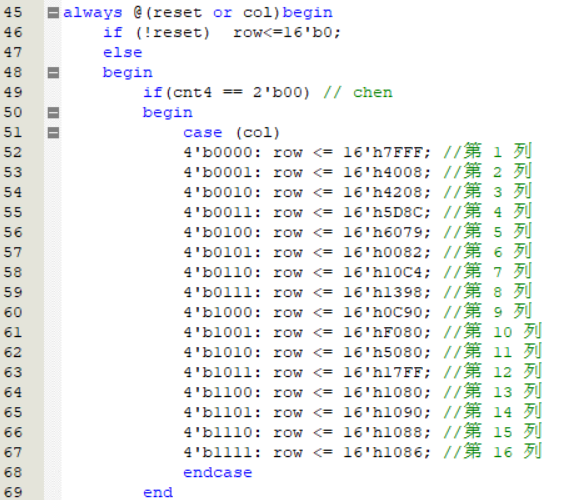 45 always @(reset or col)begin
46 if (!reset) row<=16'b0;
47 else
48 begin
49 if(cnt4 == 2'b00) // chen
50 begin
51 case (col)
52 4'b0000: row <= 16'h7FFF; //第 1 列
53 4'b0001: row <= 16'h4008; //第 2 列
54 4'b0010: row <= 16'h4208; //第 3 列
55 4'b0011: row <= 16'h5D8C; //第 4 列
56 4'b0100: row <= 16'h6079; //第 5 列
57 4'b0101: row <= 16'h0082; //第 6 列
58 4'b0110: row <= 16'h10C4; //第 7 列
59 4'b0111: row <= 16'h1398; //第 8 列
60 4'b1000: row <= 16'h0C90; //第 9 列
61 4'b1001: row <= 16'hF080; //第 10 列
62 4'b1010: row <= 16'h5080; //第 11 列
63 4'b1011: row <= 16'h17FF; //第 12 列
64 4'b1100: row <= 16'h1080; //第 13 列
65 4'b1101: row <= 16'h1090; //第 14 列
66 4'b1110: row <= 16'h1088; //第 15 列
67 4'b1111: row <= 16'h1086; //第 16 列
68 endcase
69 end